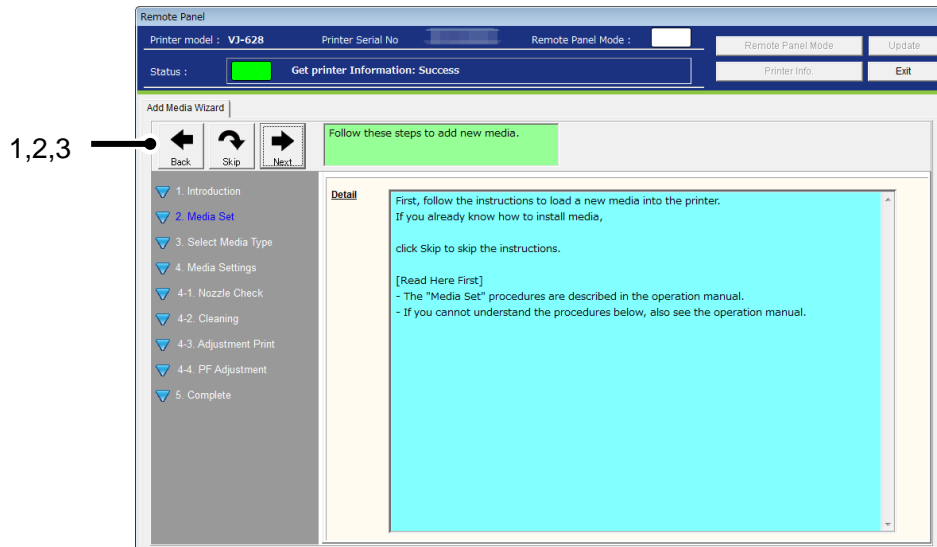 Remote Panel
Printer model : VJ-628 Printer Serial No Remote Panel Mode : Remote Panel Mode Update
Status : Get printer Information: Success Printer Info. Exit
Add Media Wizard
1,2,3
Back Skip Next
Follow these steps to add new media.
1. Introduction
2. Media Set
3. Select Media Type
4. Media Settings
4-1. Nozzle Check
4-2. Cleaning
4-3. Adjustment Print
4-4. PF Adjustment
5. Complete
Detail
First, follow the instructions to load a new media into the printer.
If you already know how to install media,
click Skip to skip the instructions.
[Read Here First]
- The "Media Set" procedures are described in the operation manual.
- If you cannot understand the procedures below, also see the operation manual.